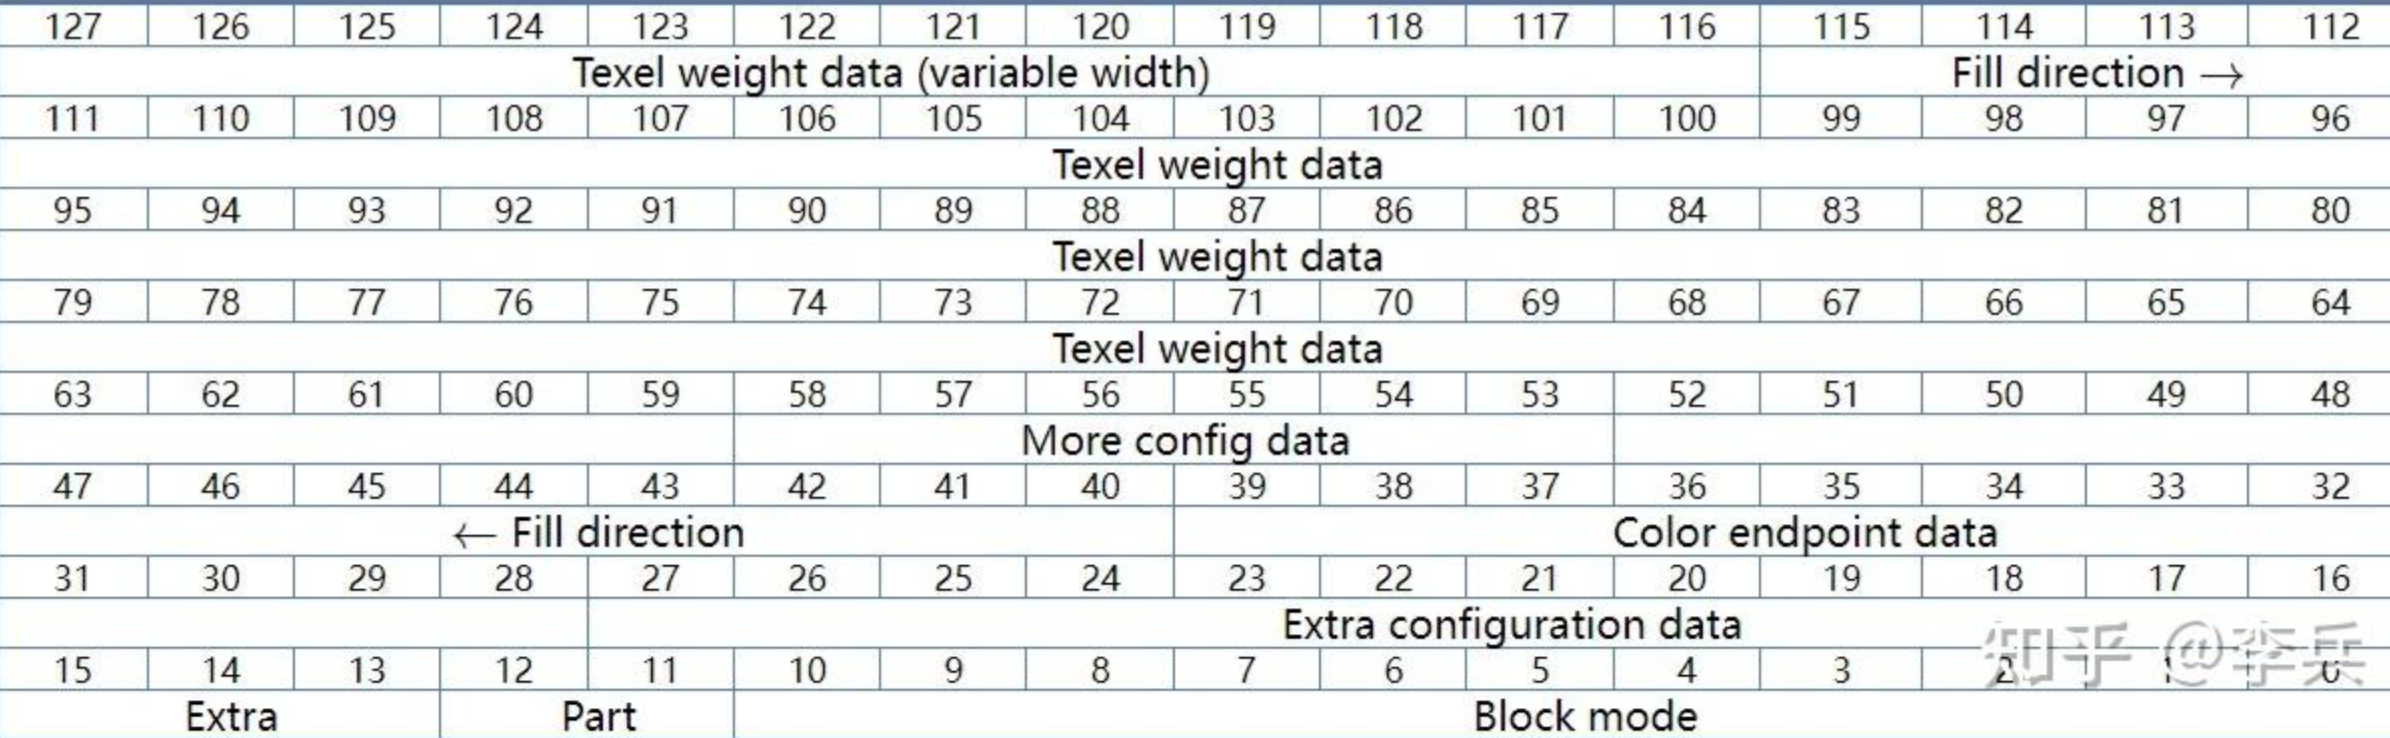 127 126 125 124 123 122 121 120 119 118 117 116 115 114 113 112
Texel weight data (variable width) Fill direction →
111 110 109 108 107 106 105 104 103 102 101 100 99 98 97 96
Texel weight data
95 94 93 92 91 90 89 88 87 86 85 84 83 82 81 80
Texel weight data
79 78 77 76 75 74 73 72 71 70 69 68 67 66 65 64
Texel weight data
63 62 61 60 59 58 57 56 55 54 53 52 51 50 49 48
More config data
47 46 45 44 43 42 41 40 39 38 37 36 35 34 33 32
← Fill direction Color endpoint data
31 30 29 28 27 26 25 24 23 22 21 20 19 18 17 16
Extra configuration data
15 14 13 12 11 10 9 8 7 6 5 4 3 2 1 0
知乎 @李兵
Extra Part Block mode